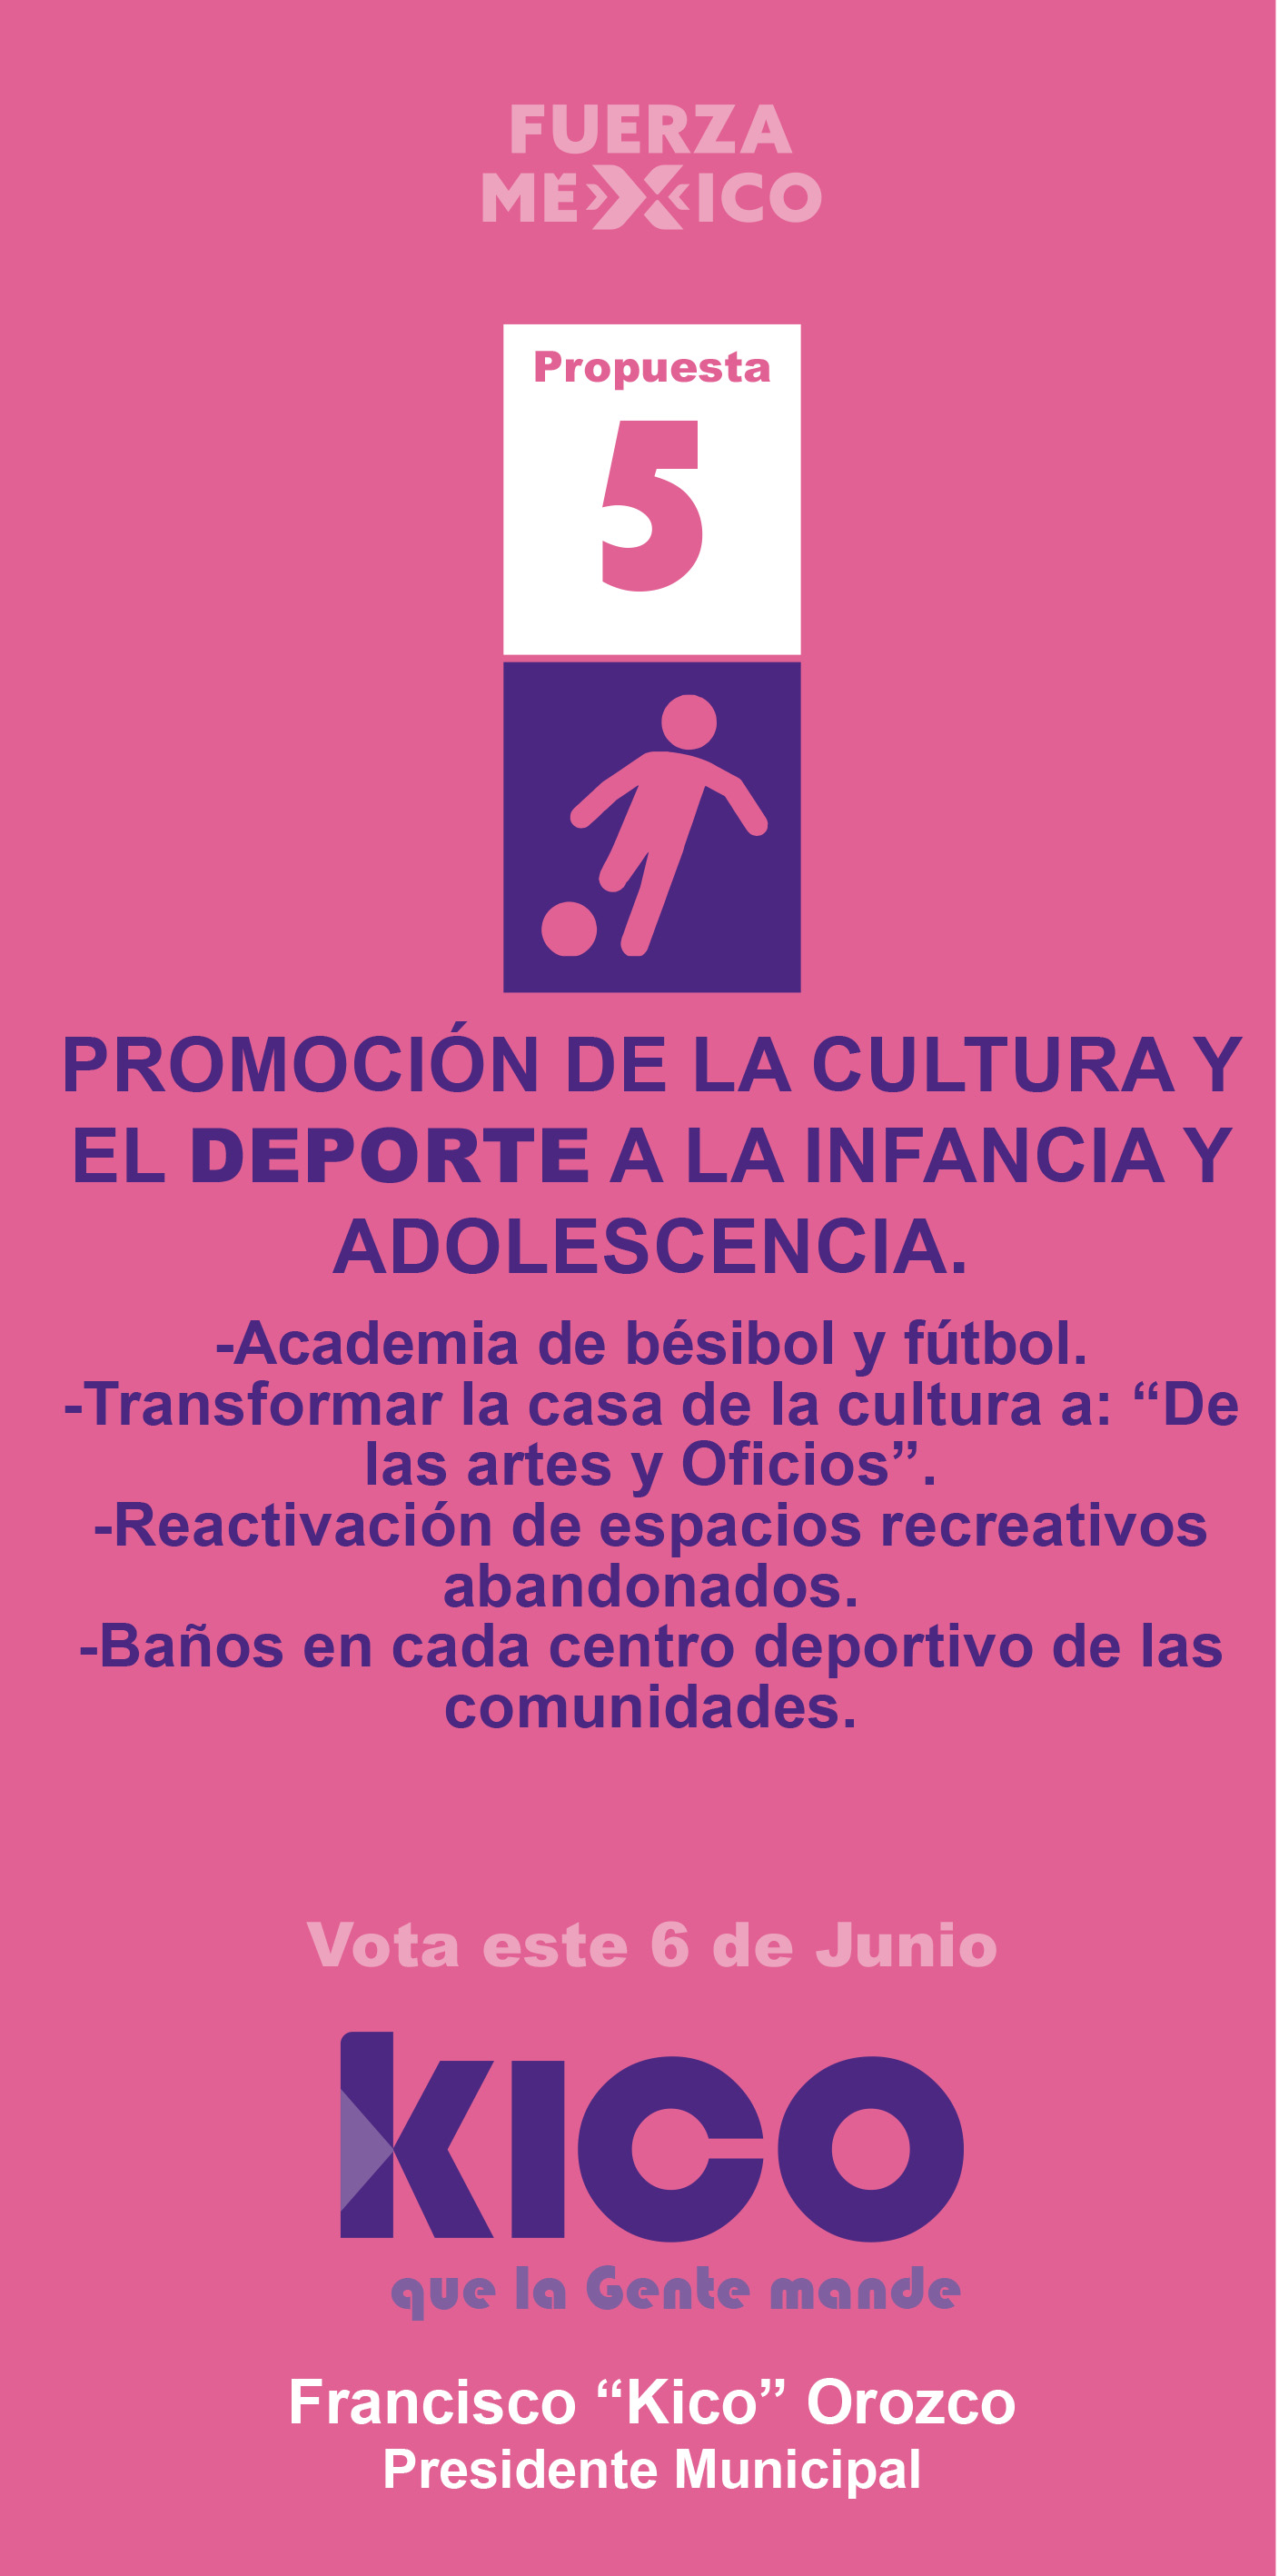 FUERZA
MÉXICO
Propuesta
5
PROMOCIÓN DE LA CULTURA Y
EL DEPORTE A LA INFANCIA Y
ADOLESCENCIA.
-Academia de bésibol y fútbol.
-Transformar la casa de la cultura a: “De
las artes y Oficios”.
-Reactivación de espacios recreativos
abandonados.
-Baños en cada centro deportivo de las
comunidades.
Vota este 6 de Junio
KICO
que la Gente mande
Francisco “Kico” Orozco
Presidente Municipal